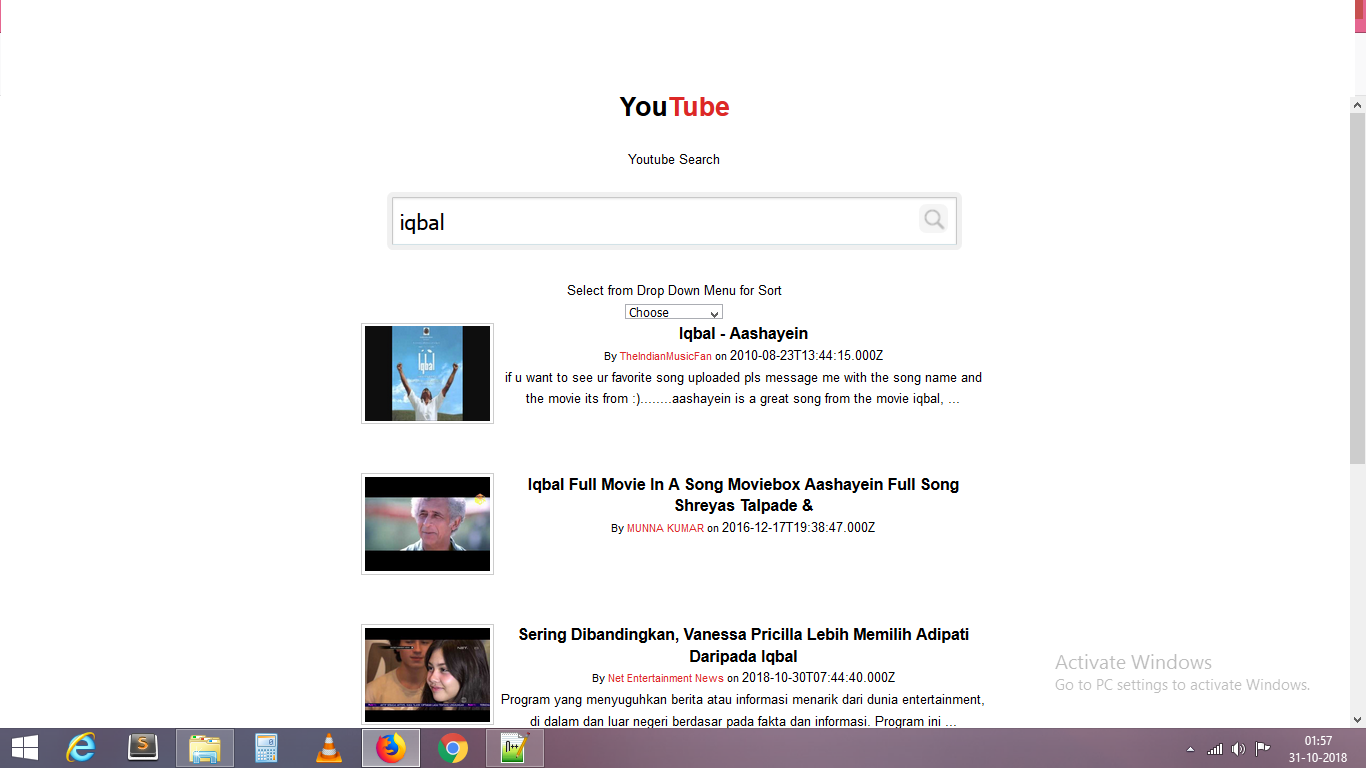 YouTube
Youtube Search
iqbal
Select from Drop Down Menu for Sort
Choose
Iqbal - Aashayein
By TheIndianMusicFan on 2010-08-23T13:44:15.000Z
if u want to see ur favorite song uploaded pls message me with the song name and
the movie its from :)........aashayein is a great song from the movie iqbal, ...
Iqbal
Iqbal Full Movie In A Song Moviebox Aashayein Full Song
Shreyas Talpade &
By MUNNA KUMAR on 2016-12-17T19:38:47.000Z
Sering Dibandingkan, Vanessa Pricilla Lebih Memilih Adipati
Daripada Iqbal
By Net Entertainment News on 2018-10-30T07:44:40.000Z
Program yang menyuguhkan berita atau informasi menarik dari dunia entertainment,
di dalam dan luar negeri berdasar pada fakta dan informasi. Program ini ...
Activate Windows
Go to PC settings to activate Windows.
01:57
31-10-2018